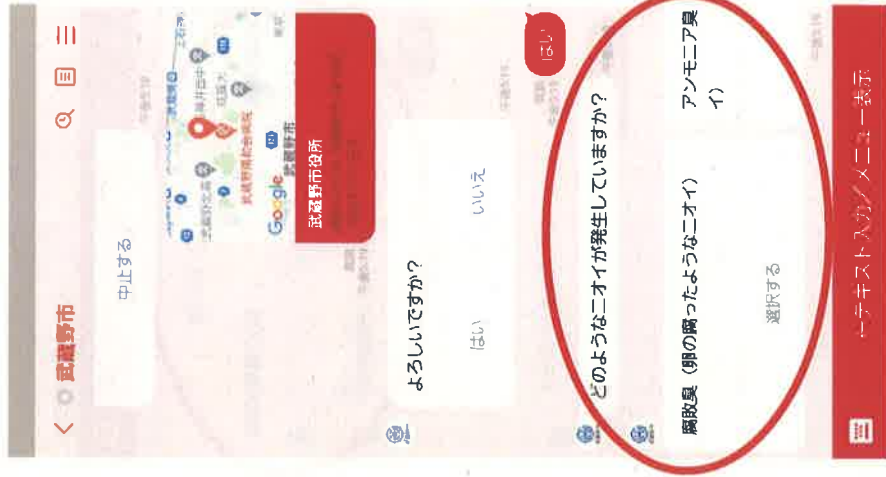 武蔵野市
中止する
Google
武蔵野市
武蔵野市役所
よろしいですか？
はい
いいえ
はい
どのようなニオイが発生していますか？
腐敗臭（卵の腐ったようなニオイ）
アンモニア臭
イ）
選択する
テキスト入力／メニュー表示